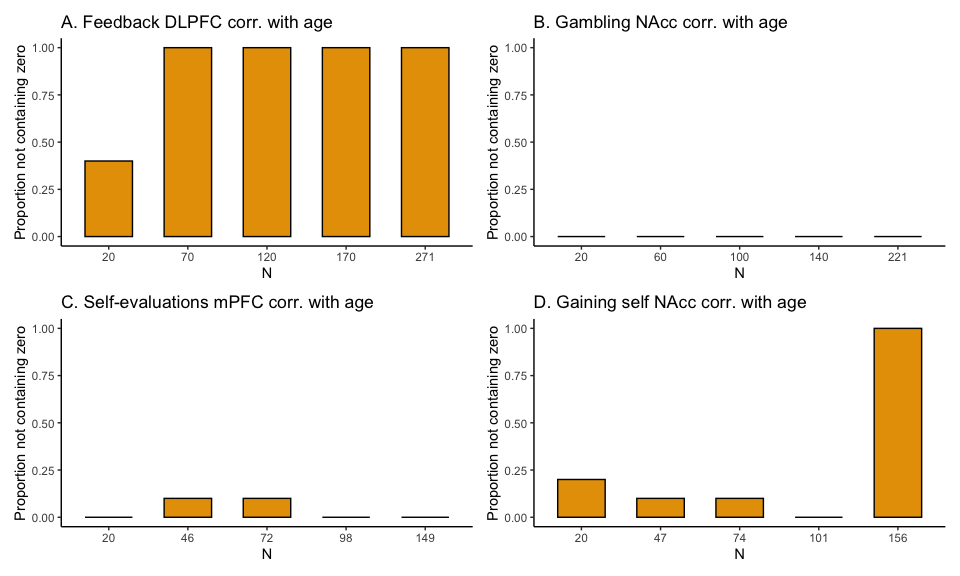 A. Feedback DLPFC corr. with age
Proportion not containing zero
1.00
0.75
0.50
0.25
0.00
20 70 120 170 271
N
B. Gambling NAcc corr. with age
Proportion not containing zero
1.00
0.75
0.50
0.25
0.00
20 60 100 140 221
N
C. Self-evaluations mPFC corr. with age
Proportion not containing zero
1.00
0.75
0.50
0.25
0.00
20 46 72 98 149
N
D. Gaining self NAcc corr. with age
Proportion not containing zero
1.00
0.75
0.50
0.25
0.00
20 47 74 101 156
N